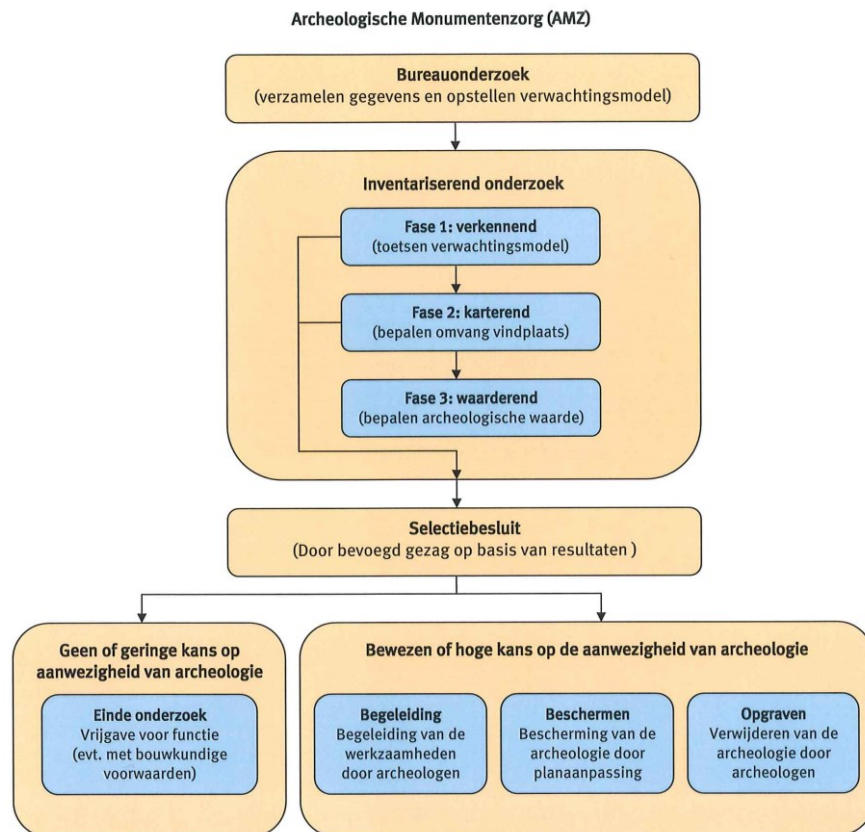 Archeologische Monumentenzorg (AMZ)
Bureauonderzoek
(verzamelen gegevens en opstellen verwachtingsmodel)
Inventariserend onderzoek
Fase 1: verkennend
(toetsen verwachtingsmodel)
Fase 2: karterend
(bepalen omvang vindplaats)
Fase 3: waarderend
(bepalen archeologische waarde)
Selectiebesluit
(Door bevoegd gezag op basis van resultaten )
Geen of geringe kans op
aanwezigheid van archeologie
Einde onderzoek
Vrijgave voor functie
(evt. met bouwkundige
voorwaarden)
Bewezen of hoge kans op de aanwezigheid van archeologie
Begeleiding
Begeleiding van de
werkzaamheden
door archeologen
Beschermen
Bescherming van de
archeologie door
planaanpassing
Opgraven
Verwijderen van de
archeologie door
archeologen